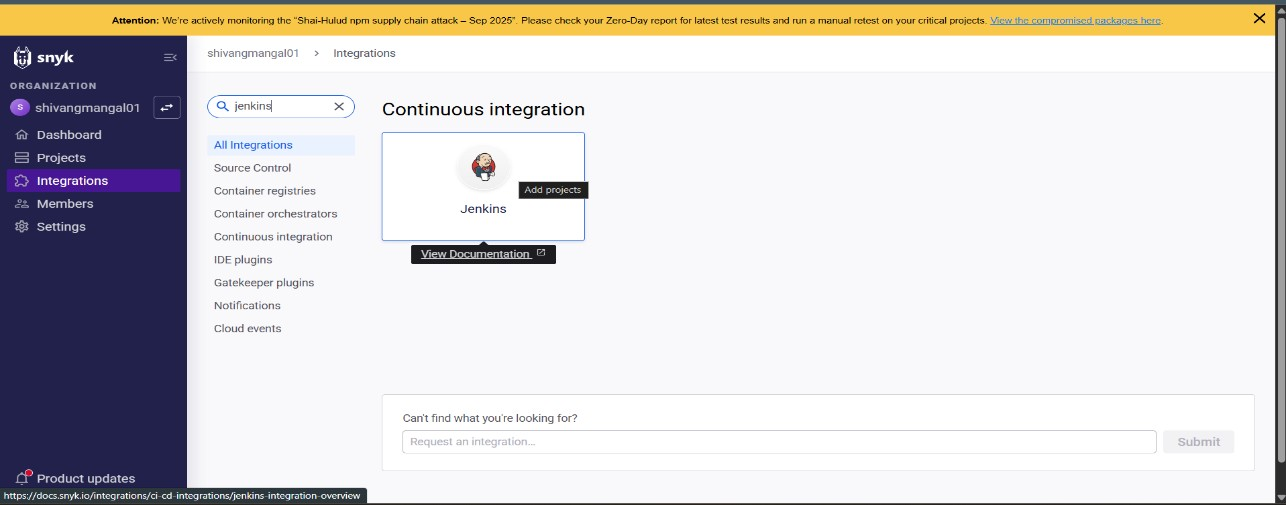 Attention: We're actively monitoring the "Shai-Hulud npm supply chain attack – Sep 2025". Please check your Zero-Day report for latest test results and run a manual retest on your critical projects. View the compromised packages here.
snyk
ORGANIZATION
S shivangmangal01
Dashboard
Projects
Integrations
Members
Settings
Product updates
shivangmangal01 > Integrations
jenkins
All Integrations
Source Control
Container registries
Container orchestrators
Continuous integration
IDE plugins
Gatekeeper plugins
Notifications
Cloud events
Continuous integration
Add projects
Jenkins
View Documentation
Can't find what you're looking for?
Request an integration...
Submit
https://docs.snyk.io/integrations/ci-cd-integrations/jenkins-integration-overview